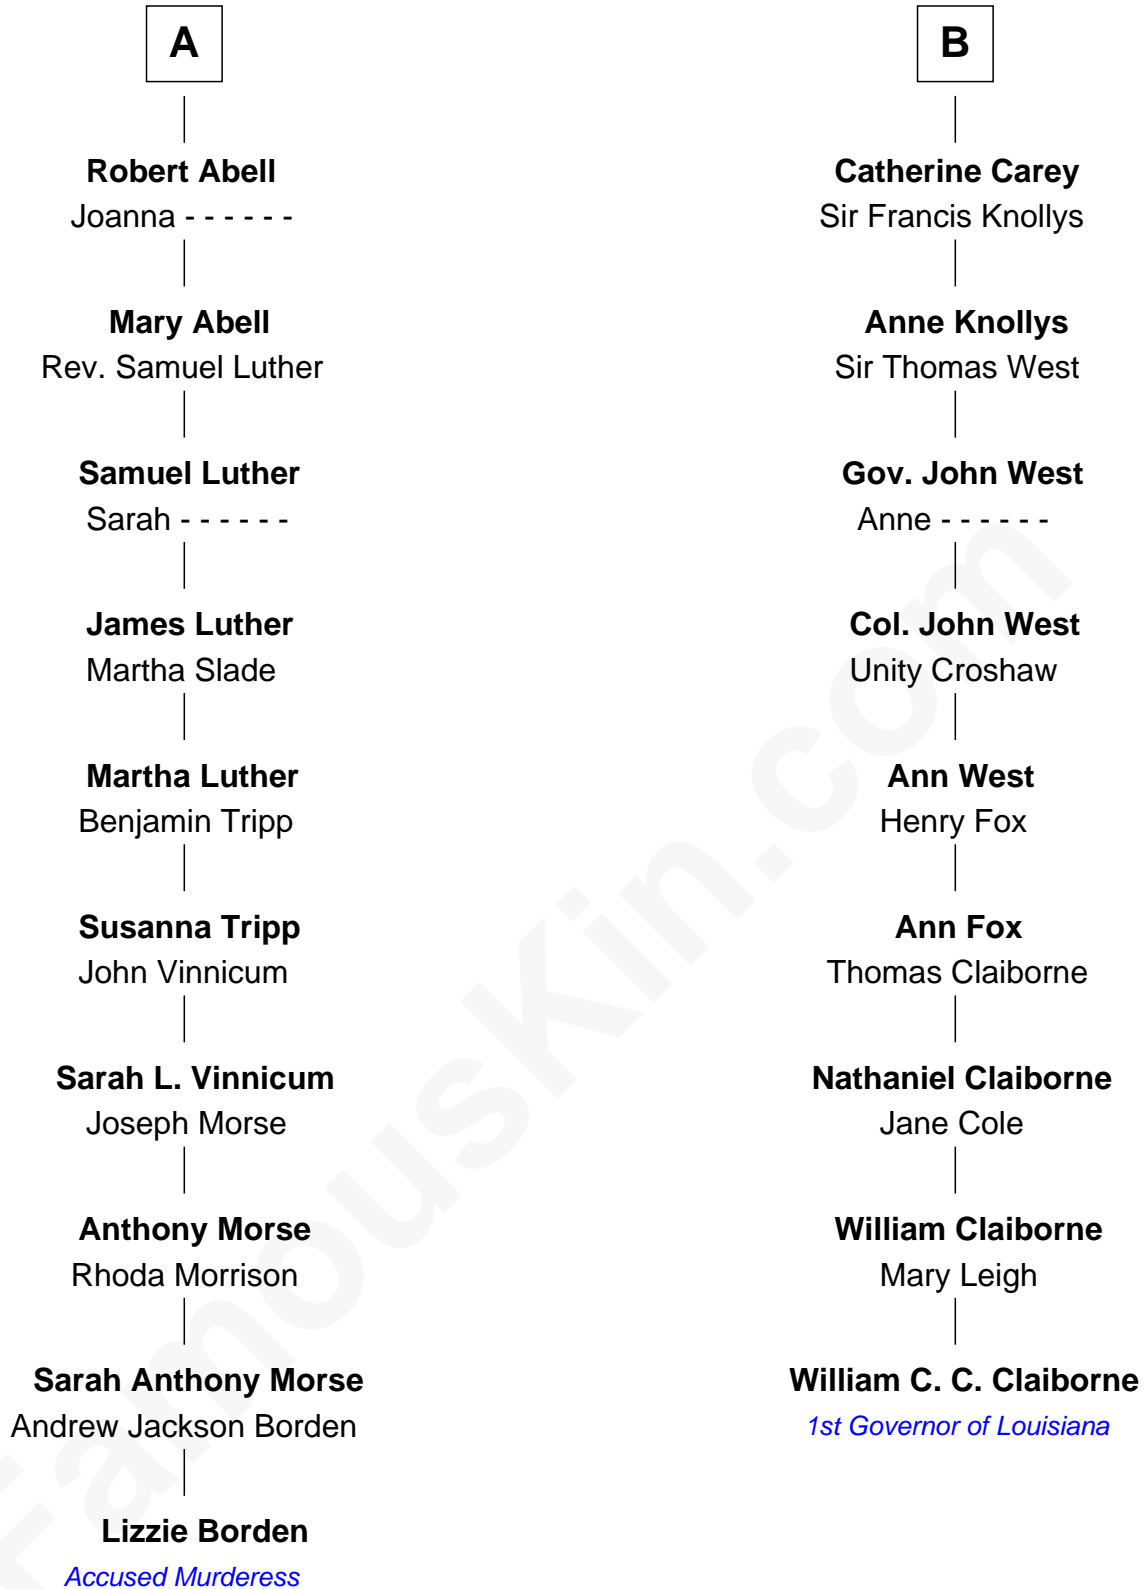 A
Robert Abell
Joanna - - - - - -
Mary Abell
Rev. Samuel Luther
Samuel Luther
Sarah - - - - - -
James Luther
Martha Slade
Martha Luther
Benjamin Tripp
Susanna Tripp
John Vinnicum
Sarah L. Vinnicum
Joseph Morse
Anthony Morse
Rhoda Morrison
Sarah Anthony Morse
Andrew Jackson Borden
Lizzie Borden
Accused Murderess
B
Catherine Carey
Sir Francis Knollys
Anne Knollys
Sir Thomas West
Gov. John West
Anne - - - - - -
Col. John West
Unity Croshaw
Ann West
Henry Fox
Ann Fox
Thomas Claiborne
Nathaniel Claiborne
Jane Cole
William Claiborne
Mary Leigh
William C. C. Claiborne
1st Governor of Louisiana
FamousKin.com